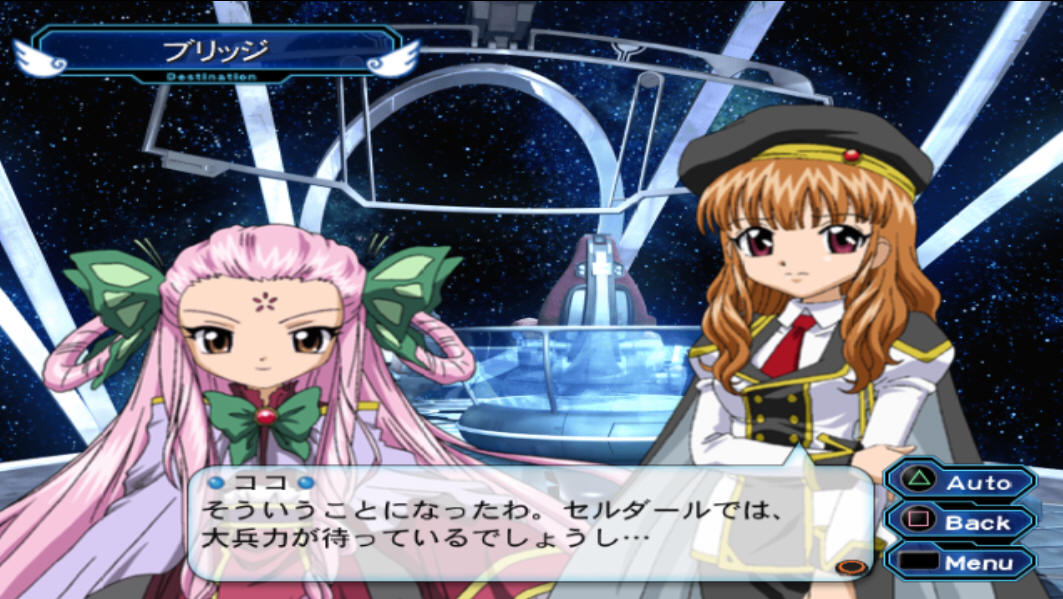 ブリッジ
Destination
ココ
そういうことになったわ。セルダールでは、
大兵力が待っているでしょうし…
Auto
Back
Menu